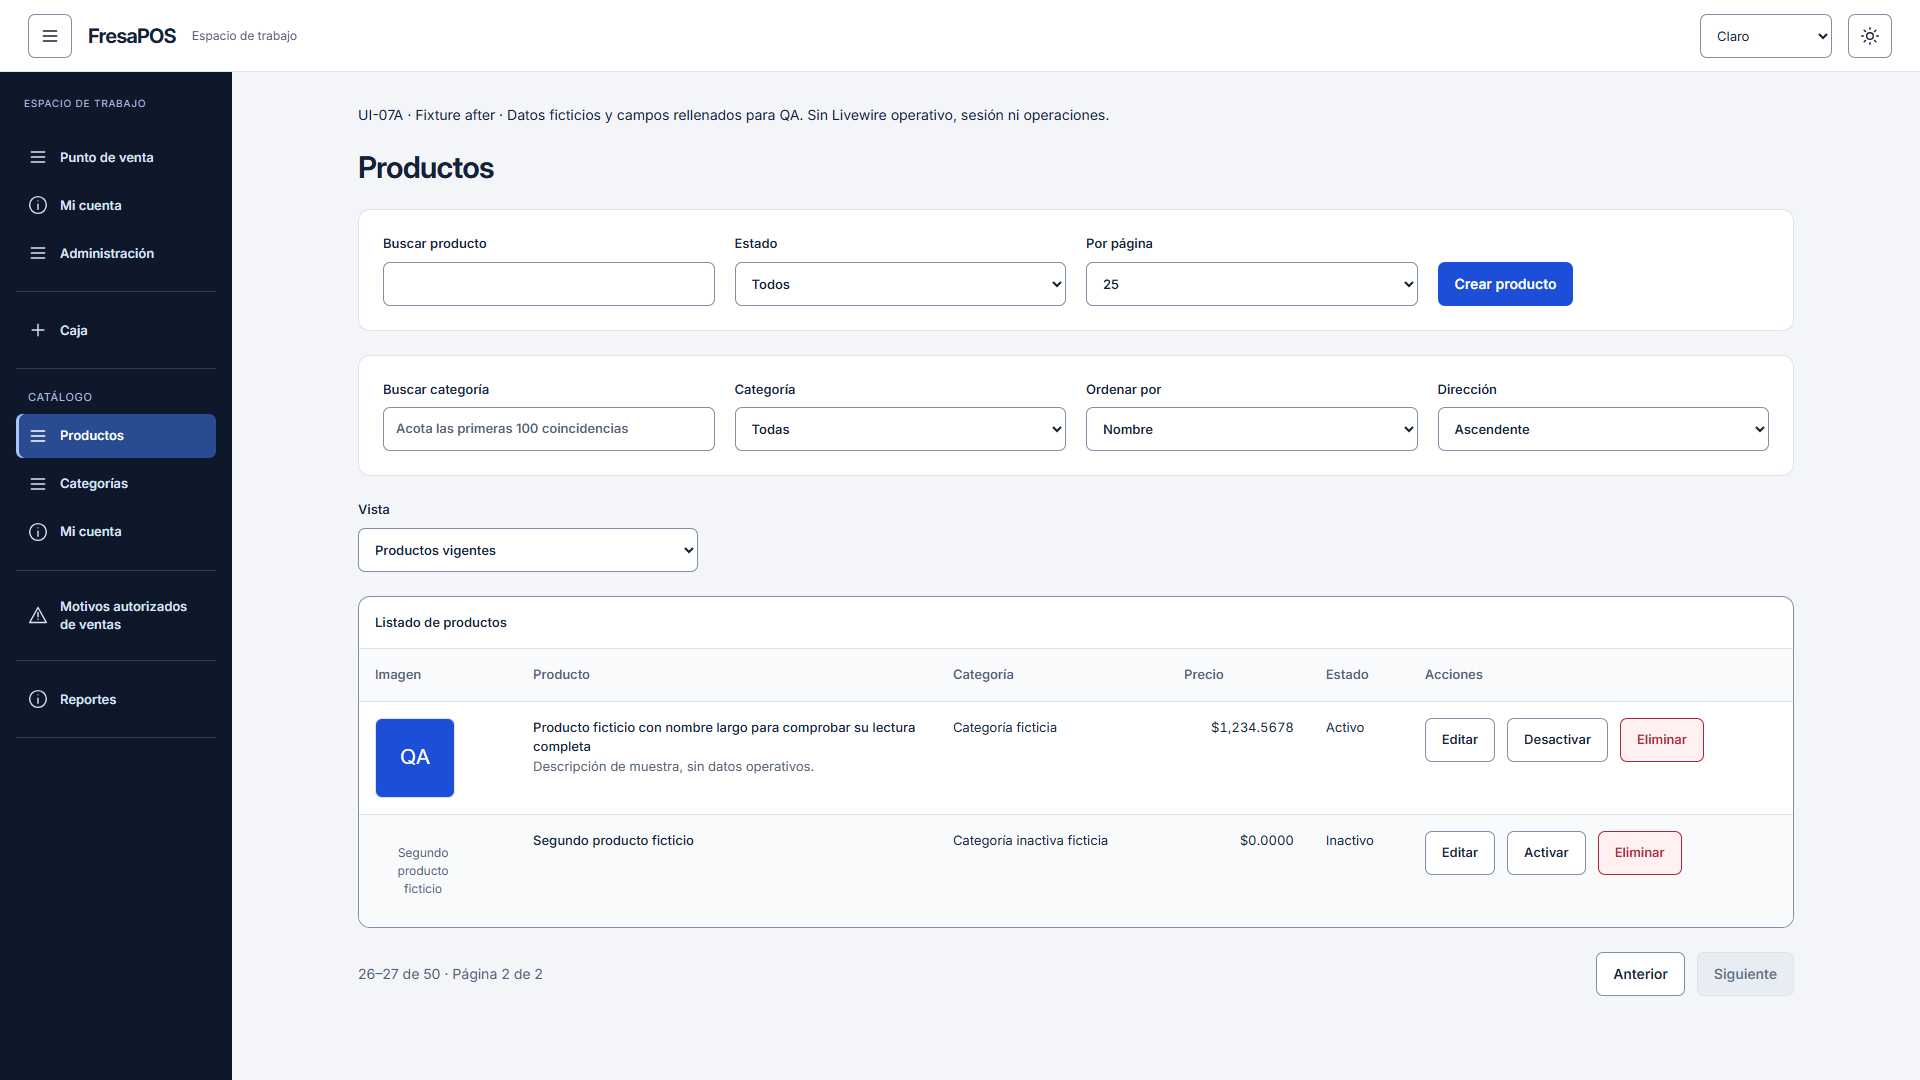 FresaPOS
Espacio de trabajo
Claro
ESPACIO DE TRABAJO
Punto de venta
Mi cuenta
Administración
Caja
CATÁLOGO
Productos
Categorías
Mi cuenta
Motivos autorizados
de ventas
Reportes
UI-07A · Fixture after · Datos ficticios y campos rellenados para QA. Sin Livewire operativo, sesión ni operaciones.
Productos
Buscar producto
Estado
Por página
Todos
25
Crear producto
Buscar categoría
Categoría
Ordenar por
Dirección
Acota las primeras 100 coincidencias
Todas
Nombre
Ascendente
Vista
Productos vigentes
Listado de productos
Imagen
Producto
Categoría
Precio
Estado
Acciones
QA
Producto ficticio con nombre largo para comprobar su lectura
completa
Descripción de muestra, sin datos operativos.
Categoría ficticia
$1,234.5678
Activo
Editar
Desactivar
Eliminar
Segundo
producto
ficticio
Segundo producto ficticio
Categoría inactiva ficticia
$0.0000
Inactivo
Editar
Activar
Eliminar
26–27 de 50 · Página 2 de 2
Anterior
Siguiente